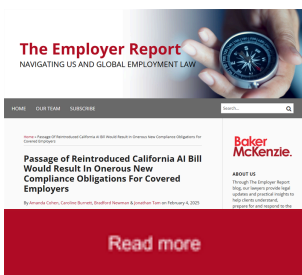 The Employer Report
NAVIGATING US AND GLOBAL EMPLOYMENT LAW
HOME OUR TEAM SUBSCRIBE
Search...
Home » Passage Of Reintroduced California AI Bill Would Result In Onerous New Compliance Obligations For
Covered Employers
Passage of Reintroduced California AI Bill
Would Result In Onerous New
Compliance Obligations For Covered
Employers
By Amanda Cohen, Caroline Burnett, Bradford Newman & Jonathan Tam on February 4, 2025
Baker
McKenzie.
ABOUT US
Through The Employer Report
blog, our lawyers provide legal
updates and practical insights to
help clients understand,
prepare for and respond to the
Read more